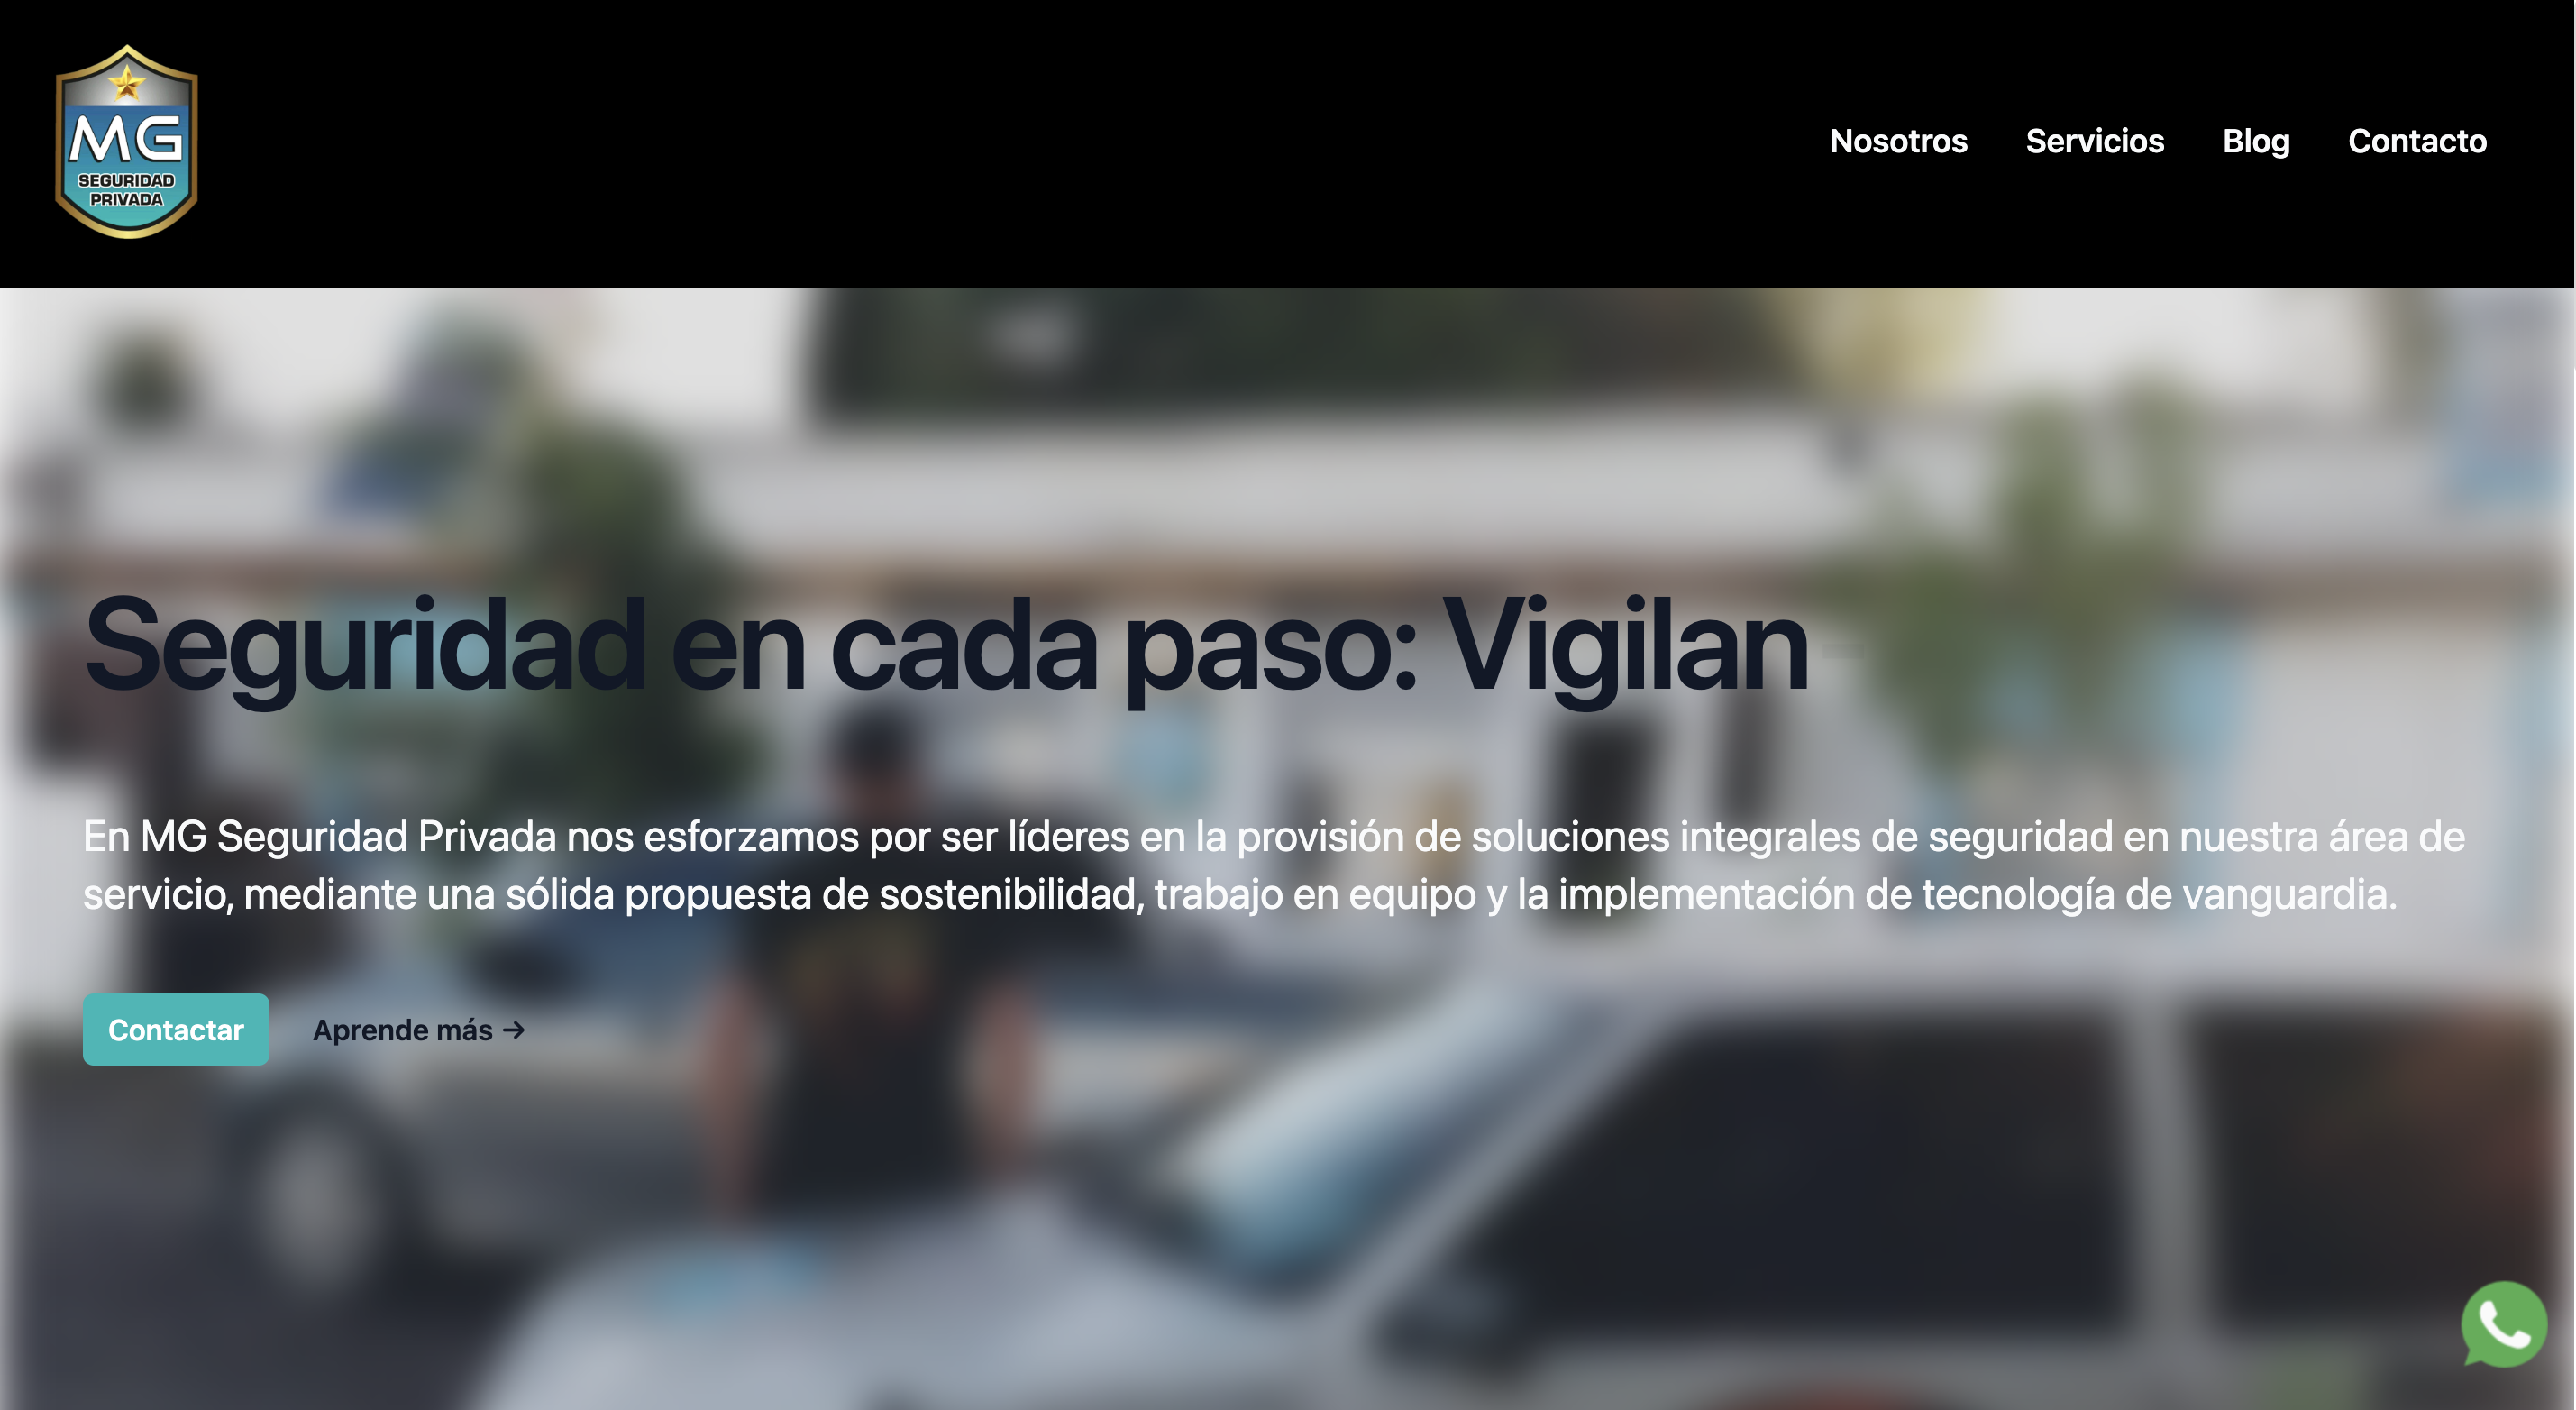 MG
SEGURIDAD
PRIVADA
Nosotros Servicios Blog Contacto
Seguridad en cada paso: Vigilan
En MG Seguridad Privada nos esforzamos por ser líderes en la provisión de soluciones integrales de seguridad en nuestra área de
servicio, mediante una sólida propuesta de sostenibilidad, trabajo en equipo y la implementación de tecnología de vanguardia.
Contactar Aprende más →